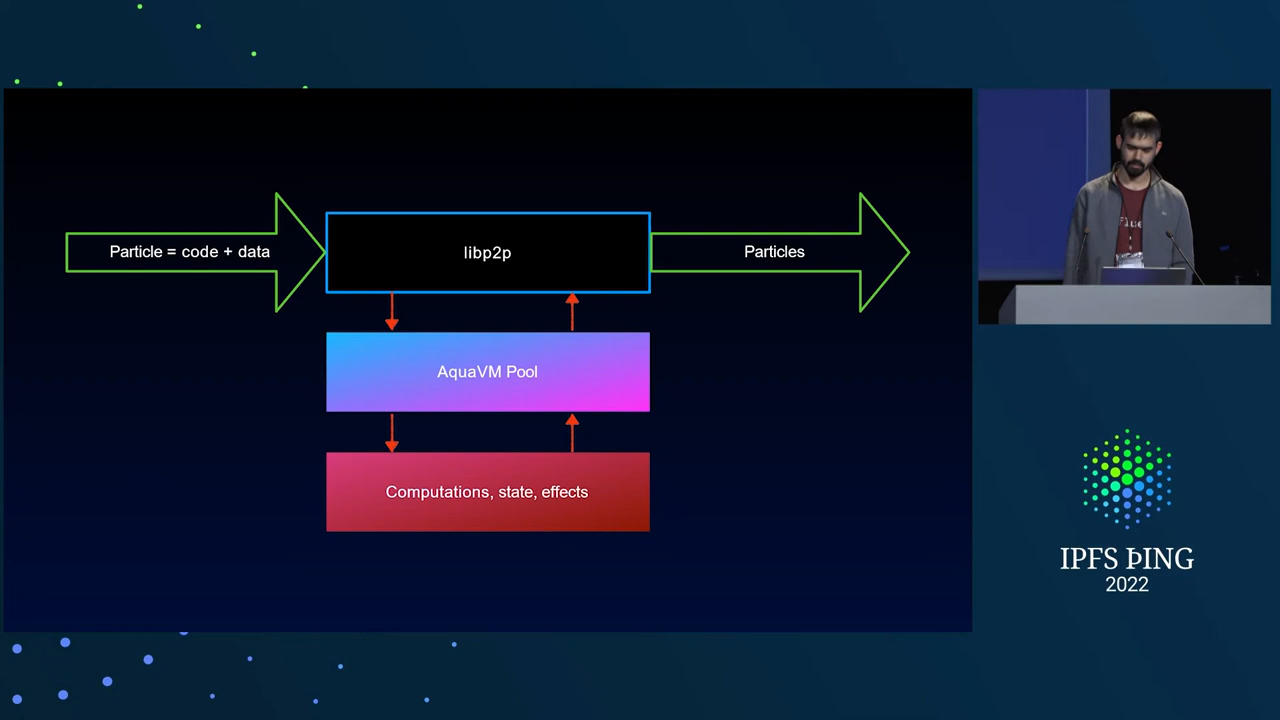 Particle = code + data
libp2p
Particles
AquaVM Pool
Computations, state, effects
IPFS ÞING
2022